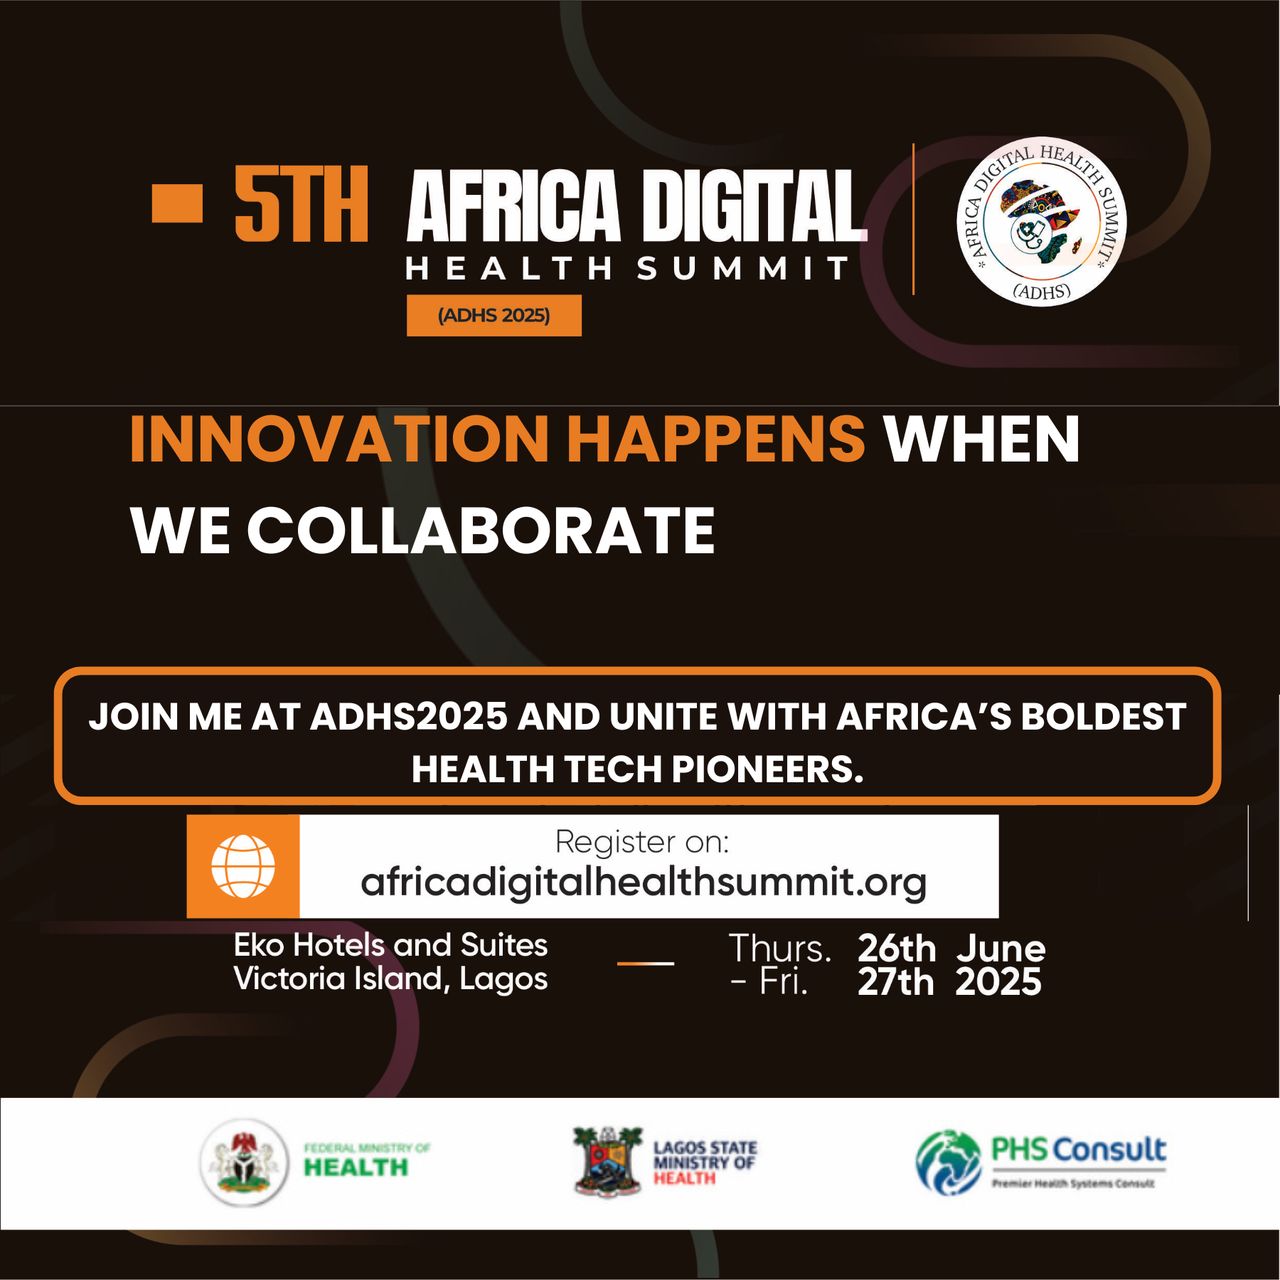 5TH AFRICA DIGITAL
HEALTH SUMMIT
(ADHS 2025)
*AFRICA DIGITAL HEALTH SUMMIT*
(ADHS)
INNOVATION HAPPENS WHEN
WE COLLABORATE
JOIN ME AT ADHS2025 AND UNITE WITH AFRICA’S BOLDEST
HEALTH TECH PIONEERS.
Register on:
africadigitalhealthsummit.org
Eko Hotels and Suites
Victoria Island, Lagos
Thurs. 26th June
- Fri. 27th 2025
FEDERAL MINISTRY OF
HEALTH
LAGOS STATE
MINISTRY OF
HEALTH
PHS Consult
Premier Health Systems Consult